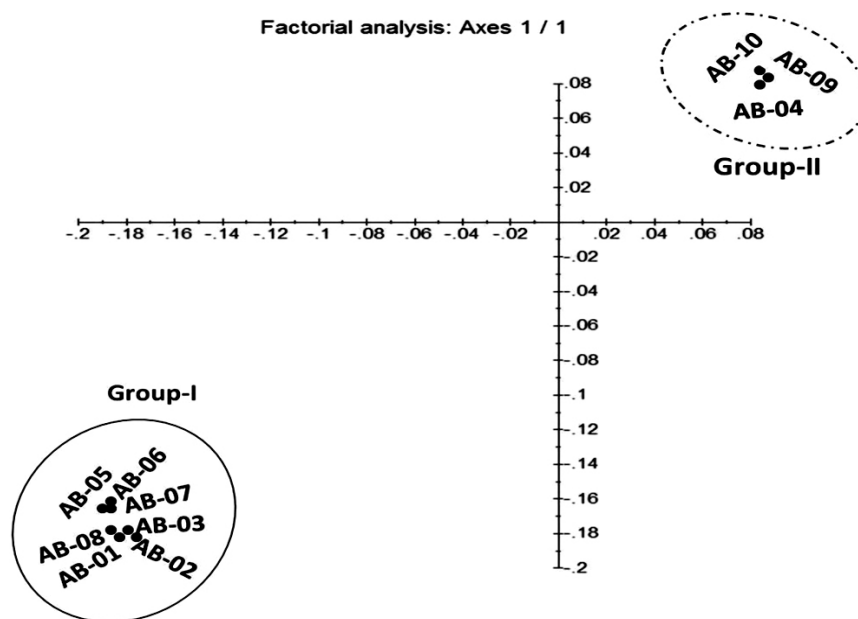 Factorial analysis: Axes 1 / 1
AB-10
AB-09
AB-04
Group-II
.08
.06
.04
.02
-.2 -.18 -.16 -.14 -.12 -.1 -.08 -.06 -.04 -.02 .02 .04 .06 .08
-.02
-.04
-.06
-.08
-.1
-.12
-.14
-.16
-.18
-.2
Group-I
AB-05
AB-06
AB-07
AB-03
AB-08
AB-01
AB-02